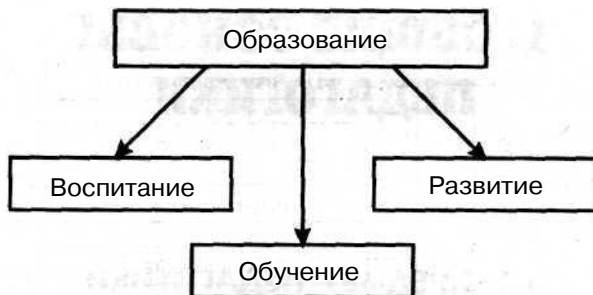 Образование
Воспитание
Развитие
Обучение